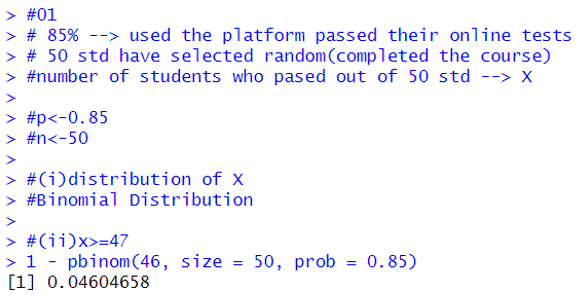 > #01
> # 85% --> used the platform passed their online tests
> # 50 std have selected random(completed the course)
> #number of students who pased out of 50 std --> X
>
> #p<-0.85
> #n<-50
>
> #(i)distribution of X
> #Binomial Distribution
>
> #(ii)x>=47
> 1 - pbinom(46, size = 50, prob = 0.85)
[1] 0.04604658